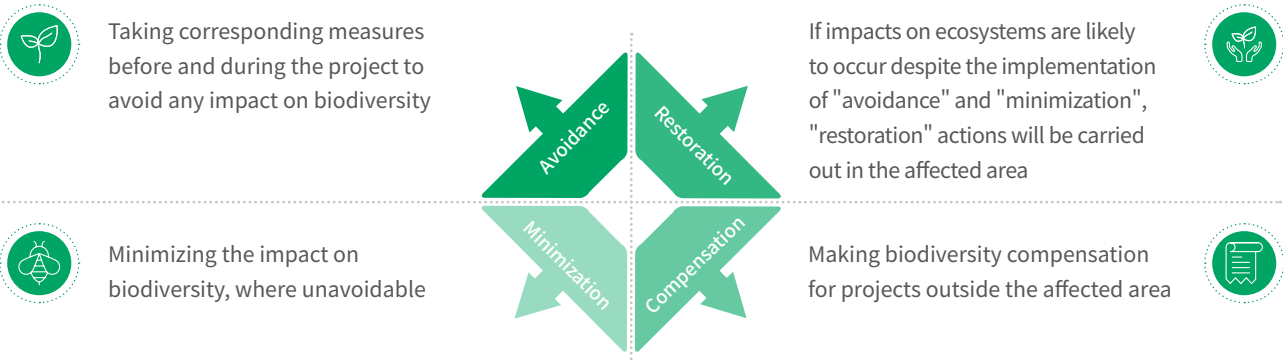 Taking corresponding measures
before and during the project to
avoid any impact on biodiversity
Avoidance
Restoration
If impacts on ecosystems are likely
to occur despite the implementation
of "avoidance" and "minimization",
"restoration" actions will be carried
out in the affected area
Minimizing the impact on
biodiversity, where unavoidable
Minimization
Compensation
Making biodiversity compensation
for projects outside the affected area